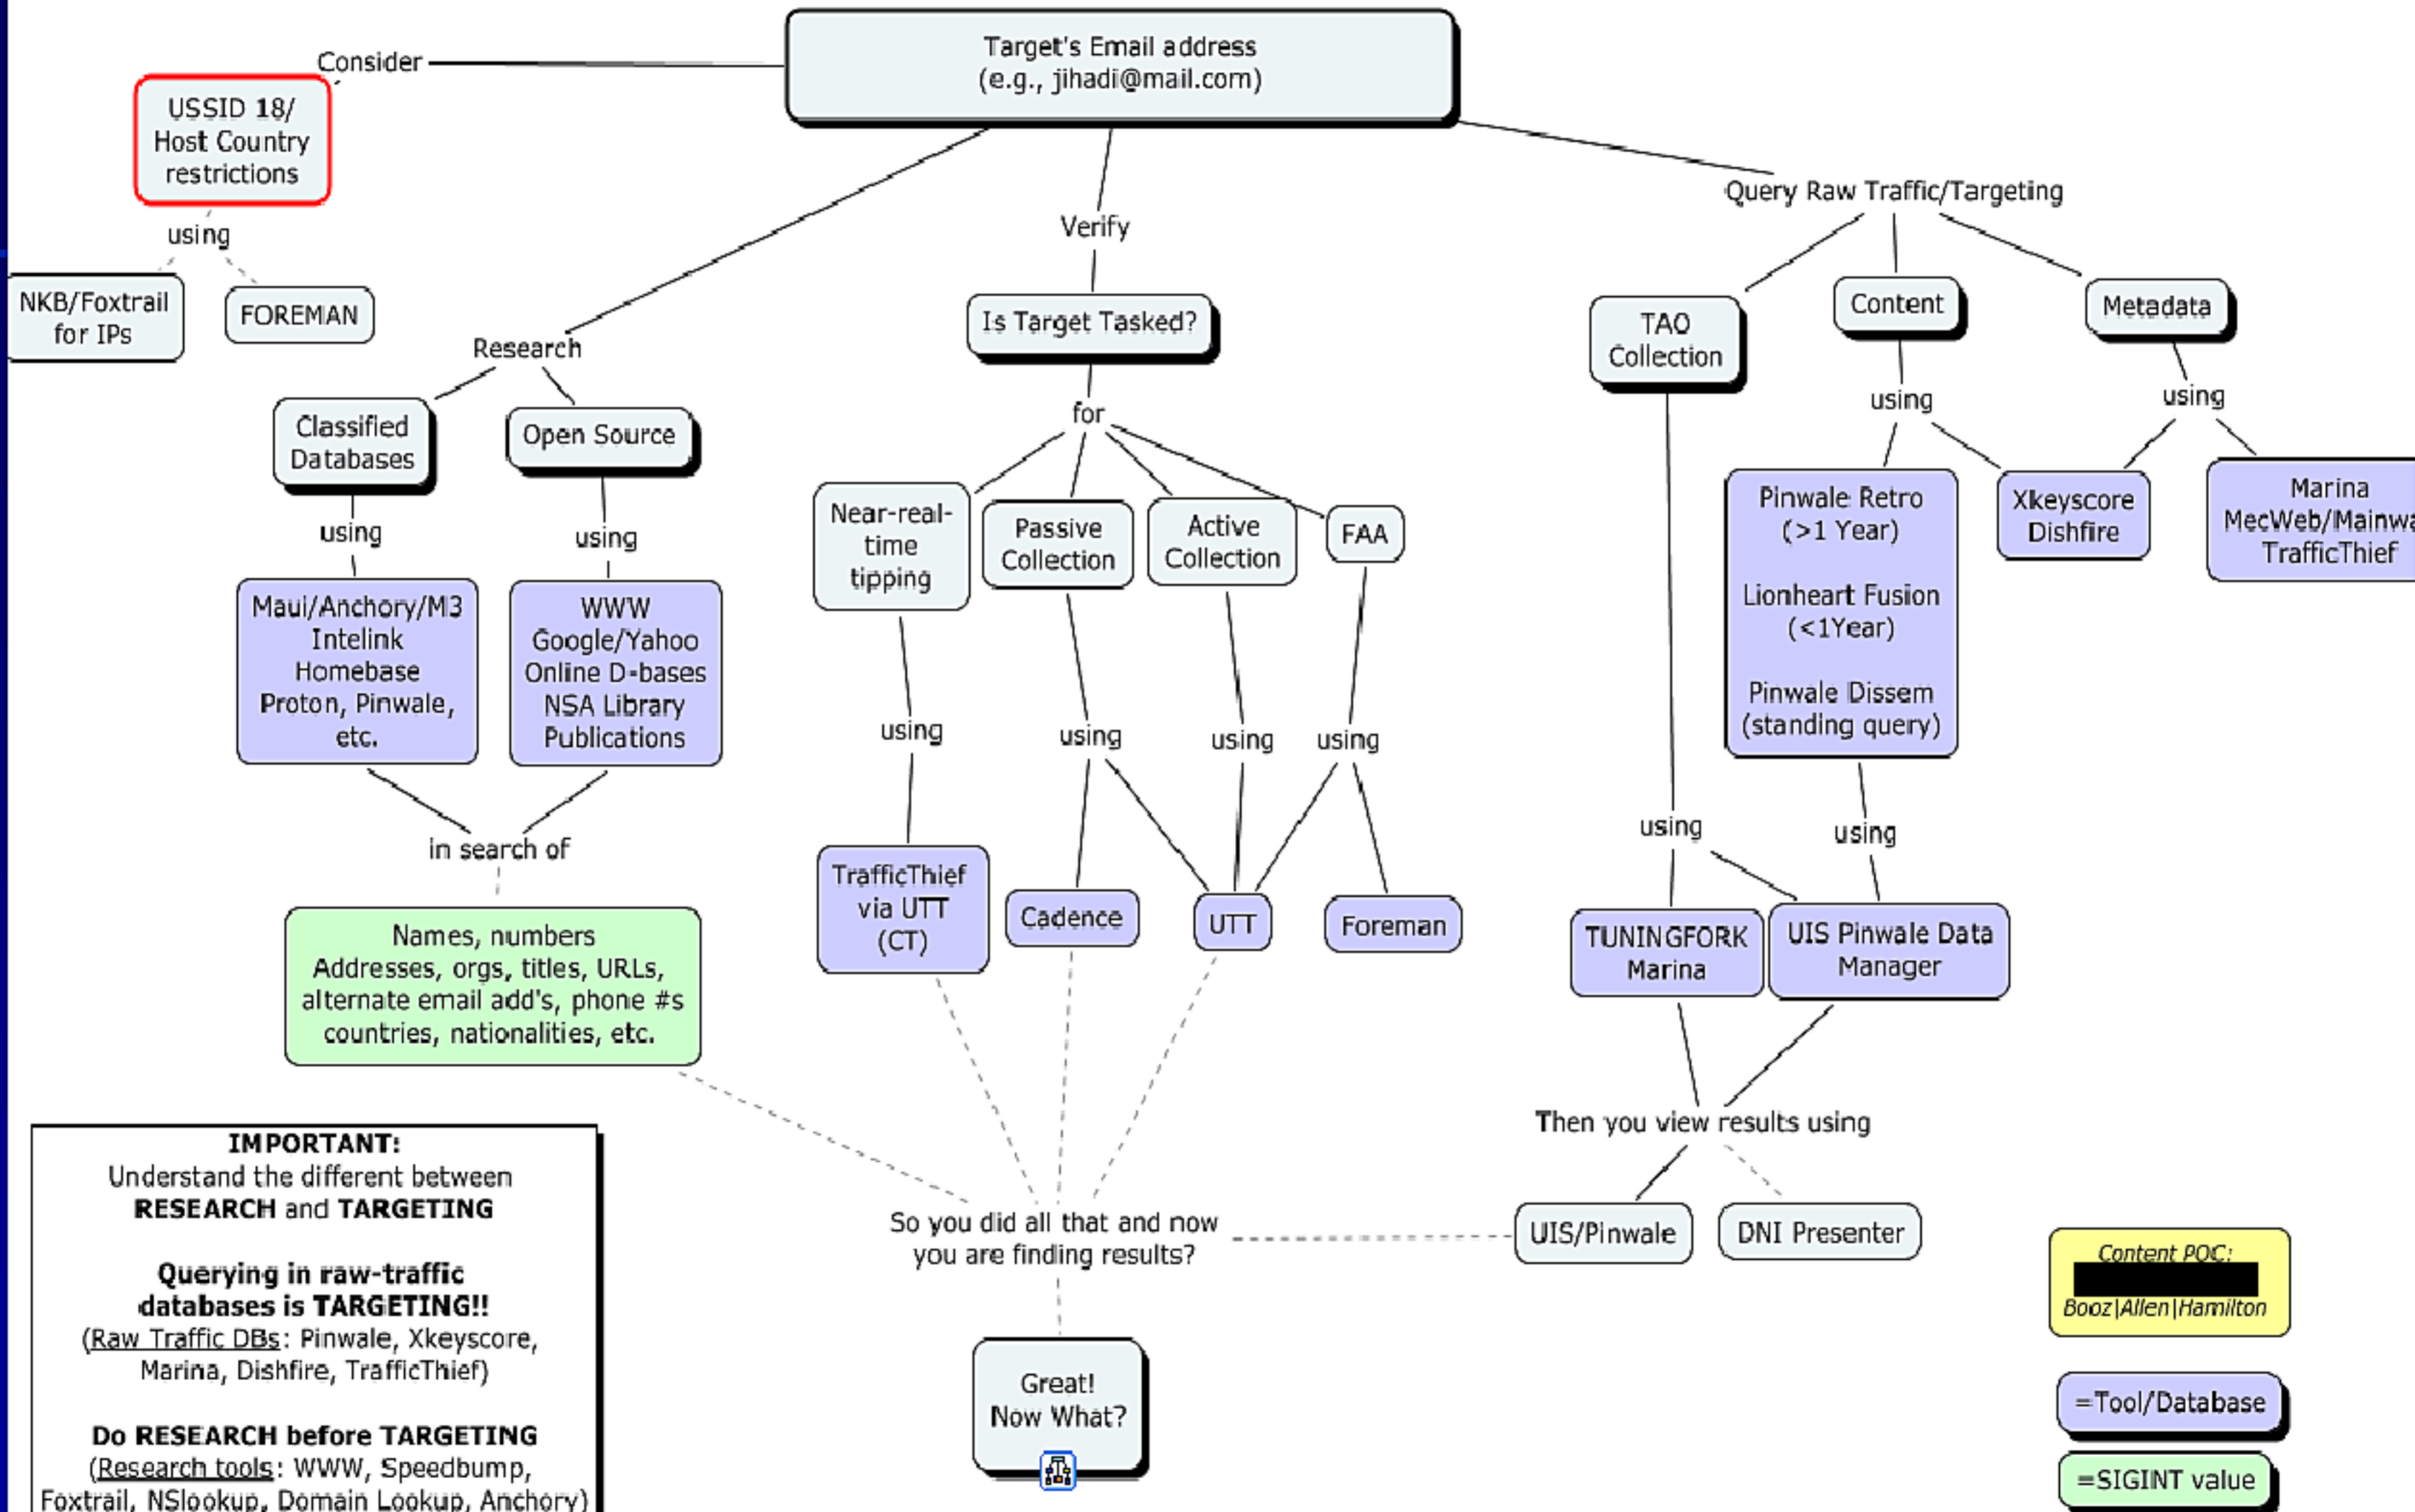 Target's Email address
(e.g., jihadi@mail.com)
Consider
USSID 18/
Host Country
restrictions
using
NKB/Foxtrail
for IPs
FOREMAN
Research
Classified
Databases
Open Source
using
using
Maui/Anchory/M3
Intelink
Homebase
Proton, Pinwale,
etc.
WWW
Google/Yahoo
Online D-bases
NSA Library
Publications
in search of
Names, numbers
Addresses, orgs, titles, URLs,
alternate email add's, phone #s
countries, nationalities, etc.
Verify
Is Target Tasked?
for
Near-real-
time
tipping
Passive
Collection
Active
Collection
FAA
using
using
using
using
TrafficThief
via UTT
(CT)
Cadence
UTT
Foreman
Query Raw Traffic/Targeting
TAO
Collection
Content
Metadata
using
using
Pinwale Retro
(>1 Year)
Lionheart Fusion
(<1Year)
Pinwale Dissem
(standing query)
Xkeyscore
Dishfire
Marina
MecWeb/Mainwa
TrafficThief
using
using
TUNINGFORK
Marina
UIS Pinwale Data
Manager
Then you view results using
UIS/Pinwale
DNI Presenter
So you did all that and now
you are finding results?
Great!
Now What?
IMPORTANT:
Understand the different between
RESEARCH and TARGETING
Querying in raw-traffic
databases is TARGETING!!
(Raw Traffic DBs: Pinwale, Xkeyscore,
Marina, Dishfire, TrafficThief)
Do RESEARCH before TARGETING
(Research tools: WWW, Speedbump,
Foxtrail, NSlookup, Domain Lookup, Anchory)
Content POC:
Booz|Allen|Hamilton
=Tool/Database
=SIGINT value